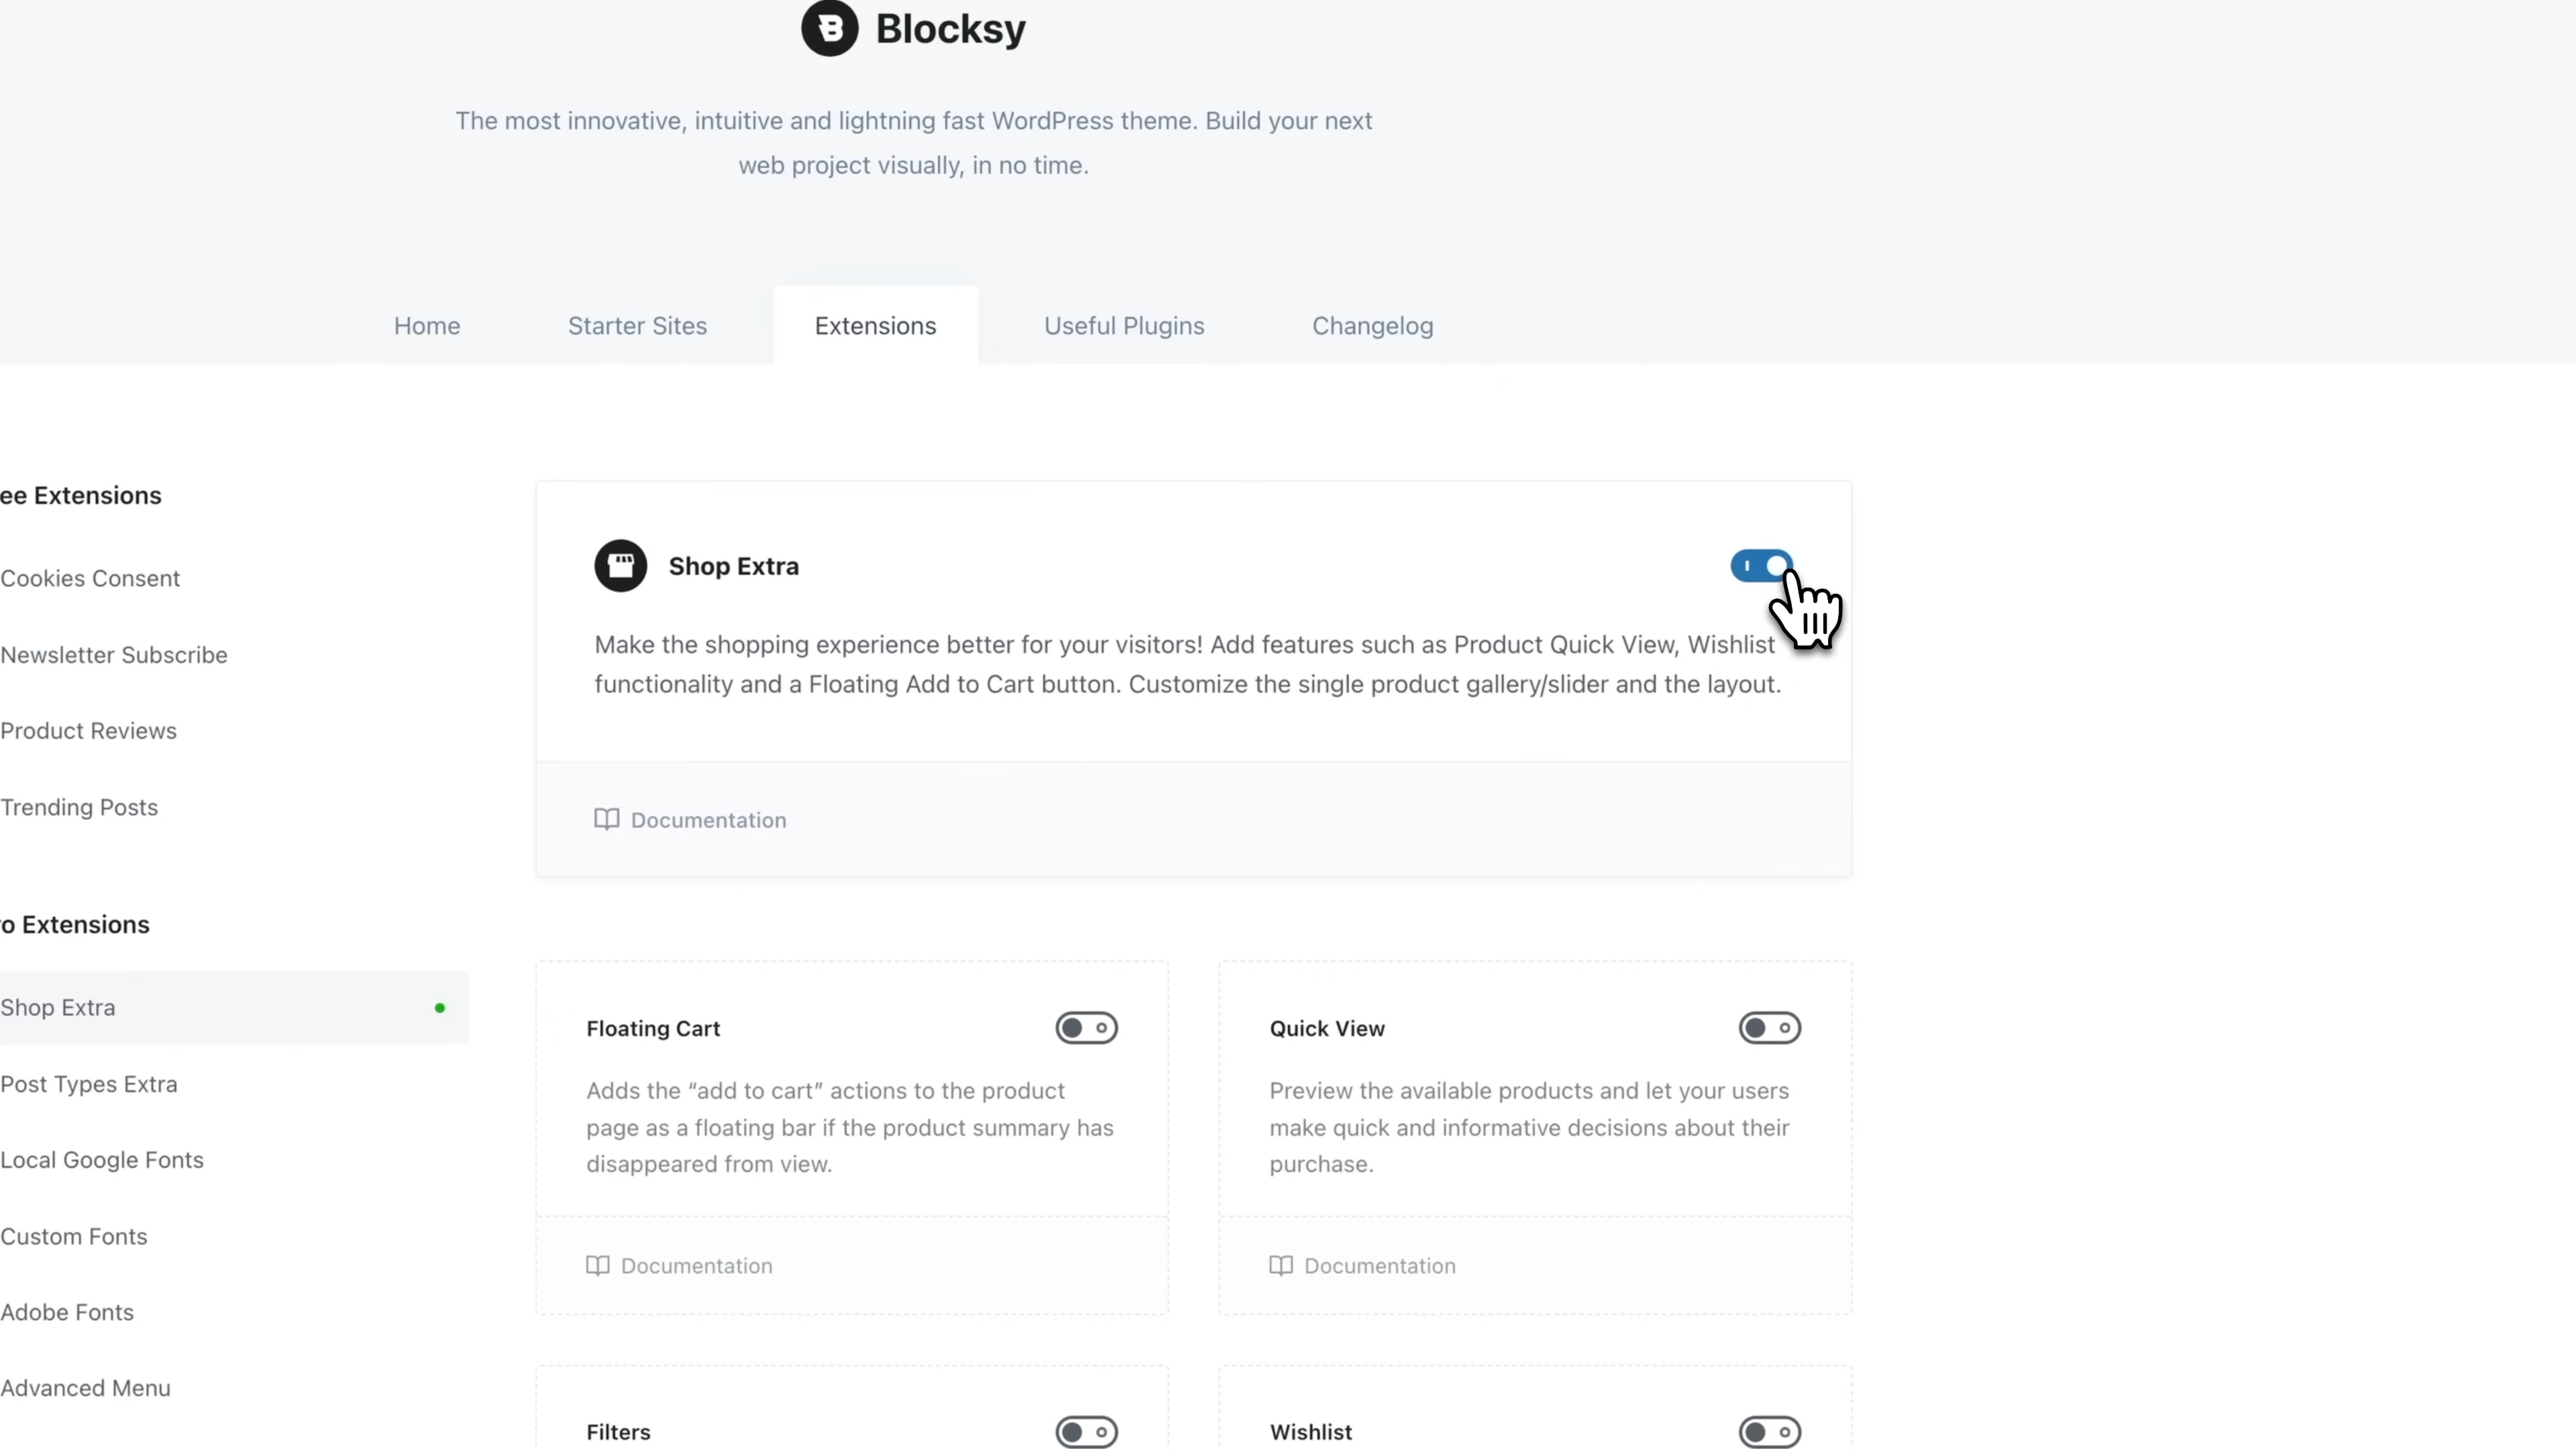 Blocksy
The most innovative, intuitive and lightning fast WordPress theme. Build your next
web project visually, in no time.
Home
Starter Sites
Extensions
Useful Plugins
Changelog
ee Extensions
Cookies Consent
Newsletter Subscribe
Product Reviews
Trending Posts
o Extensions
Shop Extra
Post Types Extra
Local Google Fonts
Custom Fonts
Adobe Fonts
Advanced Menu
Shop Extra
Make the shopping experience better for your visitors! Add features such as Product Quick View, Wishlist
functionality and a Floating Add to Cart button. Customize the single product gallery/slider and the layout.
Documentation
Floating Cart
Adds the “add to cart” actions to the product
page as a floating bar if the product summary has
disappeared from view.
Documentation
Quick View
Preview the available products and let your users
make quick and informative decisions about their
purchase.
Documentation
Filters
Wishlist